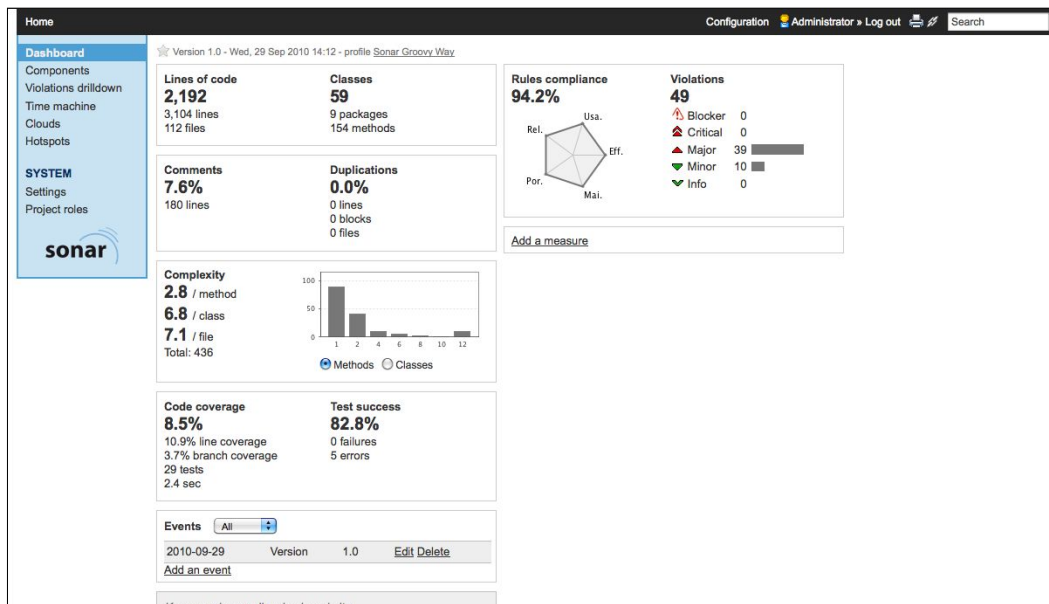 Home
Configuration Administrator » Log out Search
Dashboard
Components
Violations drilldown
Time machine
Clouds
Hotspots
SYSTEM
Settings
Project roles
sonar
Version 1.0 - Wed, 29 Sep 2010 14:12 - profile Sonar Groovy Way
Lines of code
2,192
3,104 lines
112 files
Classes
59
9 packages
154 methods
Comments
7.6%
180 lines
Duplications
0.0%
0 lines
0 blocks
0 files
Complexity
2.8 / method
6.8 / class
7.1 / file
Total: 436
100
50
0
1 2 4 6 8 10 12
Methods Classes
Code coverage
8.5%
10.9% line coverage
3.7% branch coverage
29 tests
2.4 sec
Test success
82.8%
0 failures
5 errors
Events All
2010-09-29 Version 1.0 Edit Delete
Add an event
Rules compliance
94.2%
Usa.
Rel.
Eff.
Por.
Mai.
Violations
49
Blocker 0
Critical 0
Major 39
Minor 10
Info 0
Add a measure